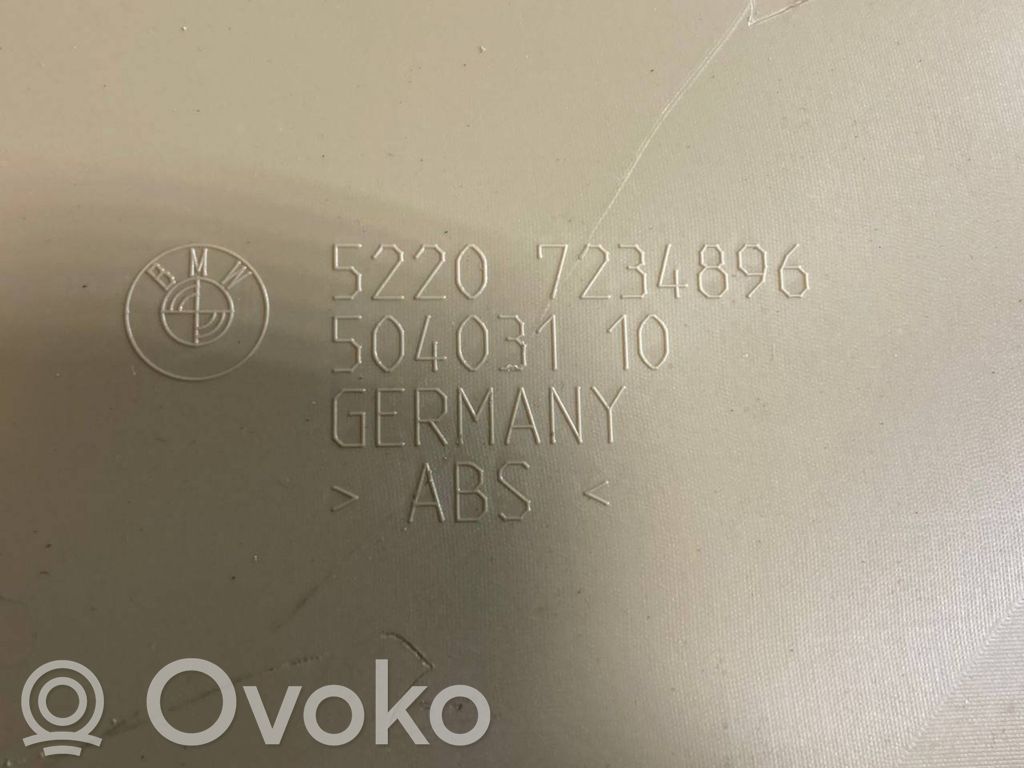 BMW
5220 7234896
504031 10
GERMANY
> ABS <
Ovoko